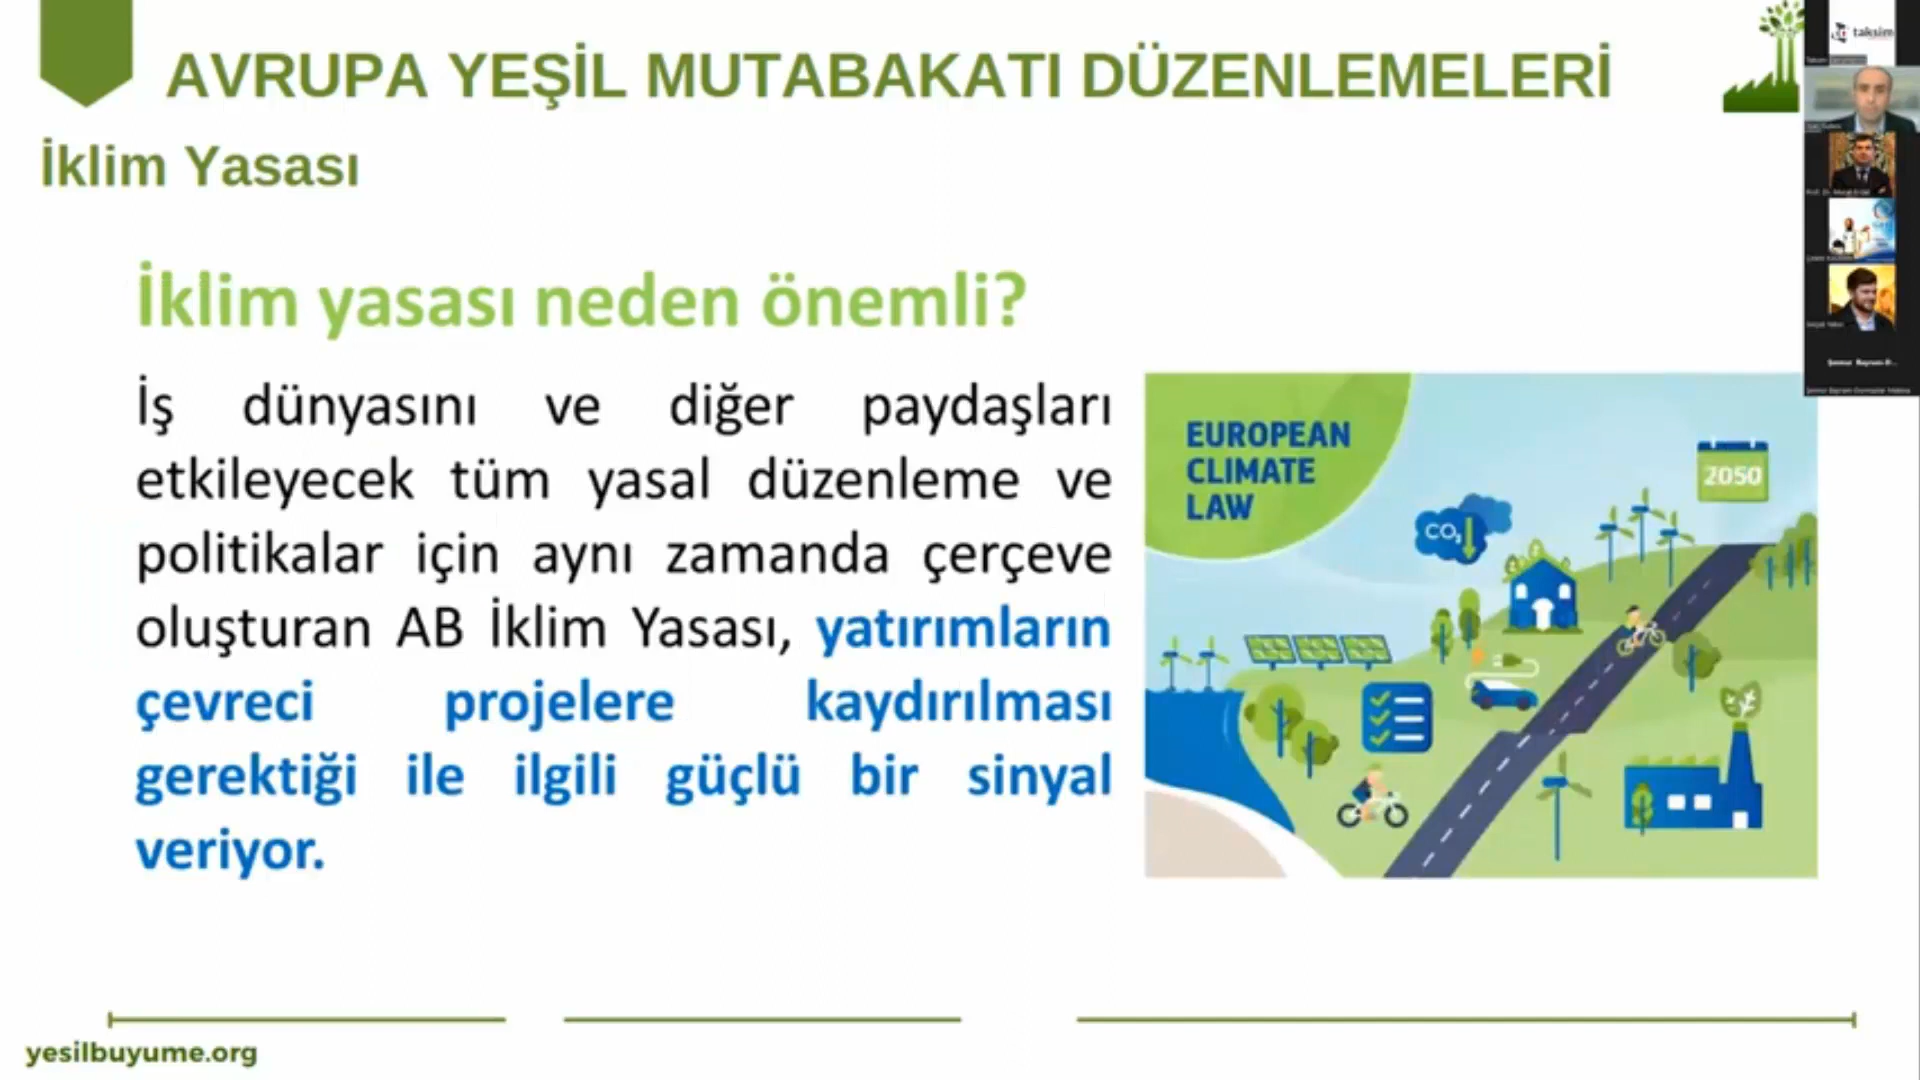 AVRUPA YEŞİL MUTABAKATI DÜZENLEMELERİ
İklim Yasası
İklim yasası neden önemli?
İş dünyasını ve diğer paydaşları
etkileyecek tüm yasal düzenleme ve
politikalar için aynı zamanda çerçeve
oluşturan AB İklim Yasası, yatırımların
çevreci projelere kaydırılması
gerektiği ile ilgili güçlü bir sinyal
veriyor.
EUROPEAN
CLIMATE
LAW
2050
CO₂
taksim
yesilbuyume.org